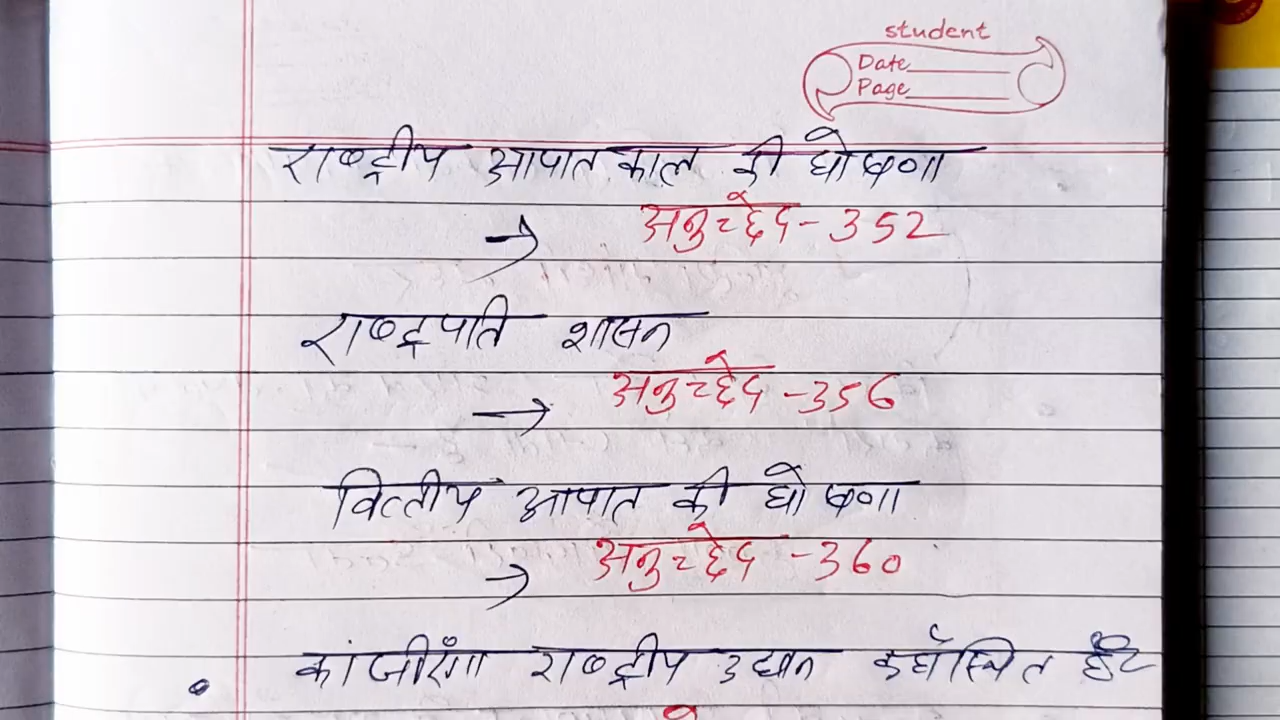 student
Date
Page
राष्ट्रीय आपात काल की घोषणा
→ अनुच्छेद - 352
राष्ट्रपति शासन
→ अनुच्छेद - 356
वित्तीय आपात की घोषणा
→ अनुच्छेद - 360
• कांजीरंगा राष्ट्रीय उद्यान कहाँ स्थित है